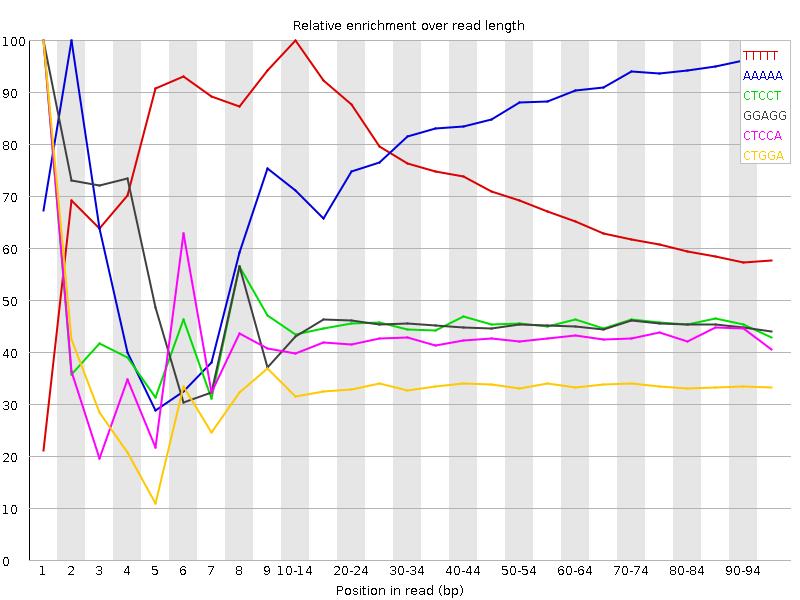 Relative enrichment over read length
100
90
80
70
60
50
40
30
20
10
0
TTTTT
AAAAA
CTCCT
GGAGG
CTCCA
CTGGA
1 2 3 4 5 6 7 8 9 10-14 20-24 30-34 40-44 50-54 60-64 70-74 80-84 90-94
Position in read (bp)